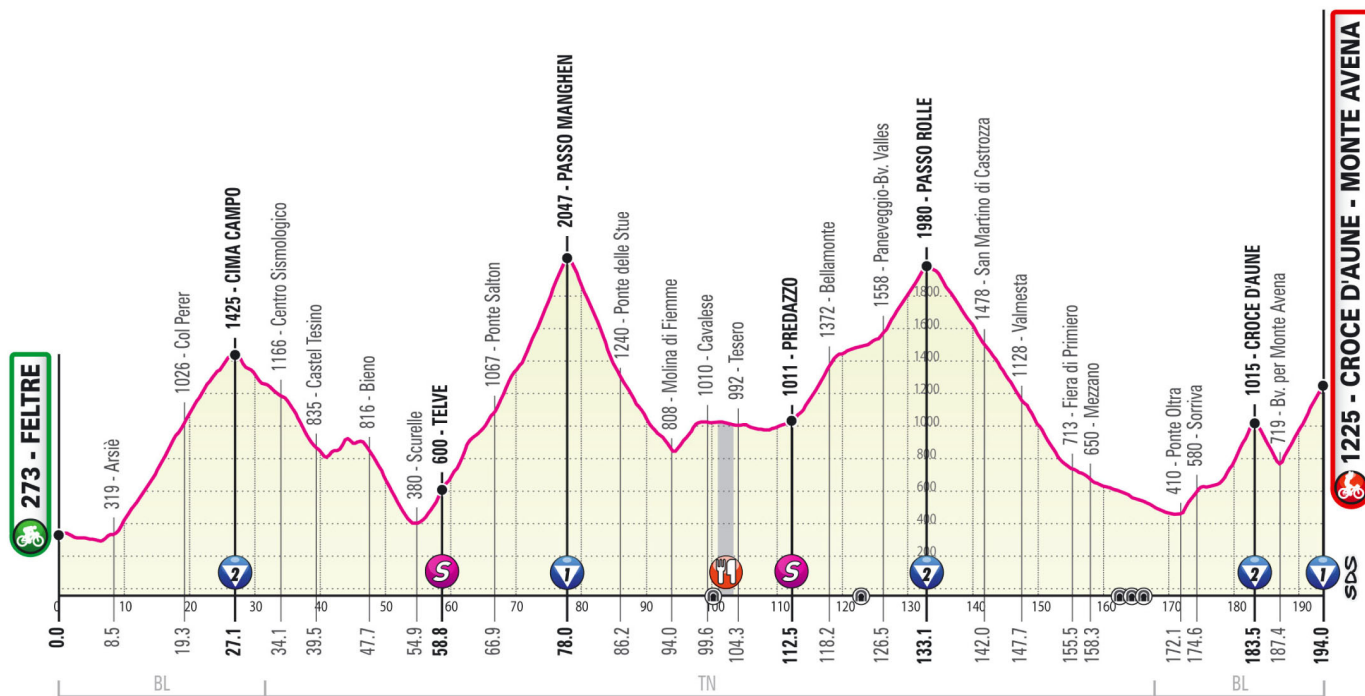 273 - FELTRE
319 - Arsiè
1026 - Col Perer
1425 - CIMA CAMPO
1166 - Centro Sismologico
835 - Castel Tesino
816 - Bieno
380 - Scurelle
600 - TELVE
1067 - Ponte Salton
2047 - PASSO MANGHEN
1240 - Ponte delle Stue
808 - Molina di Fiemme
1010 - Cavalese
992 - Tesero
1011 - PREDAZZO
1372 - Bellamonte
1558 - Paneveggio-Bv. Valles
1980 - PASSO ROLLE
1478 - San Martino di Castrozza
1128 - Valmesta
713 - Fiera di Primiero
650 - Mezzano
410 - Ponte Oltra
580 - Sorriva
1015 - CROCE D'AUNE
719 - Bv. per Monte Avena
1225 - CROCE D'AUNE - MONTE AVENA
1800
1600
1400
1200
1000
800
600
400
200
2
S
1
S
2
2
1
SDS
0 10 20 30 40 50 60 70 80 90 100 110 120 130 140 150 160 170 180 190
0.0 8.5 19.3 27.1 34.1 39.5 47.7 54.9 58.8 66.9 78.0 86.2 94.0 99.6 104.3 112.5 118.2 126.5 133.1 142.0 147.7 155.5 158.3 172.1 174.6 183.5 187.4 194.0
BL TN BL